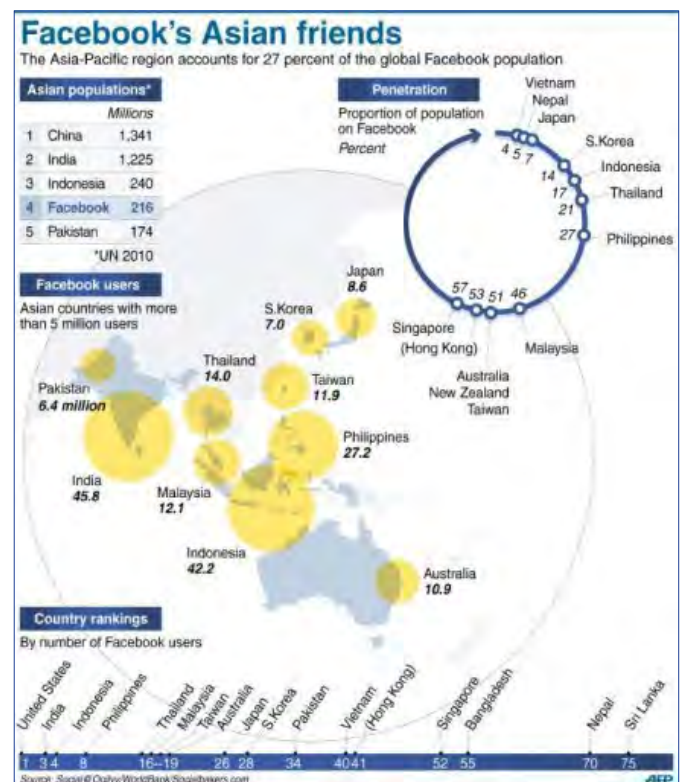 Facebook's Asian friends
The Asia-Pacific region accounts for 27 percent of the global Facebook population
Asian populations*
Millions
1 China 1,341
2 India 1,225
3 Indonesia 240
4 Facebook 216
5 Pakistan 174
*UN 2010
Penetration
Proportion of population
on Facebook
Percent
Vietnam
Nepal
Japan
S.Korea
Indonesia
Thailand
Philippines
4 5 7
14
17
21
27
57 53 51 46
Singapore
(Hong Kong)
Malaysia
Australia
New Zealand
Taiwan
Facebook users
Asian countries with more
than 5 million users
Japan
8.6
S.Korea
7.0
Thailand
14.0
Taiwan
11.9
Pakistan
6.4 million
Philippines
27.2
India
45.8
Malaysia
12.1
Indonesia
42.2
Australia
10.9
Country rankings
By number of Facebook users
United States
India
Indonesia
Philippines
Thailand
Malaysia
Taiwan
Australia
Japan
S.Korea
Pakistan
Vietnam
(Hong Kong)
Singapore
Bangladesh
Nepal
Sri Lanka
1 3 4 8 16–19 26 28 34 40 41 52 55 70 75
Source: Social@Ogilvy/WorldBank/Socialbakers.com
AFP